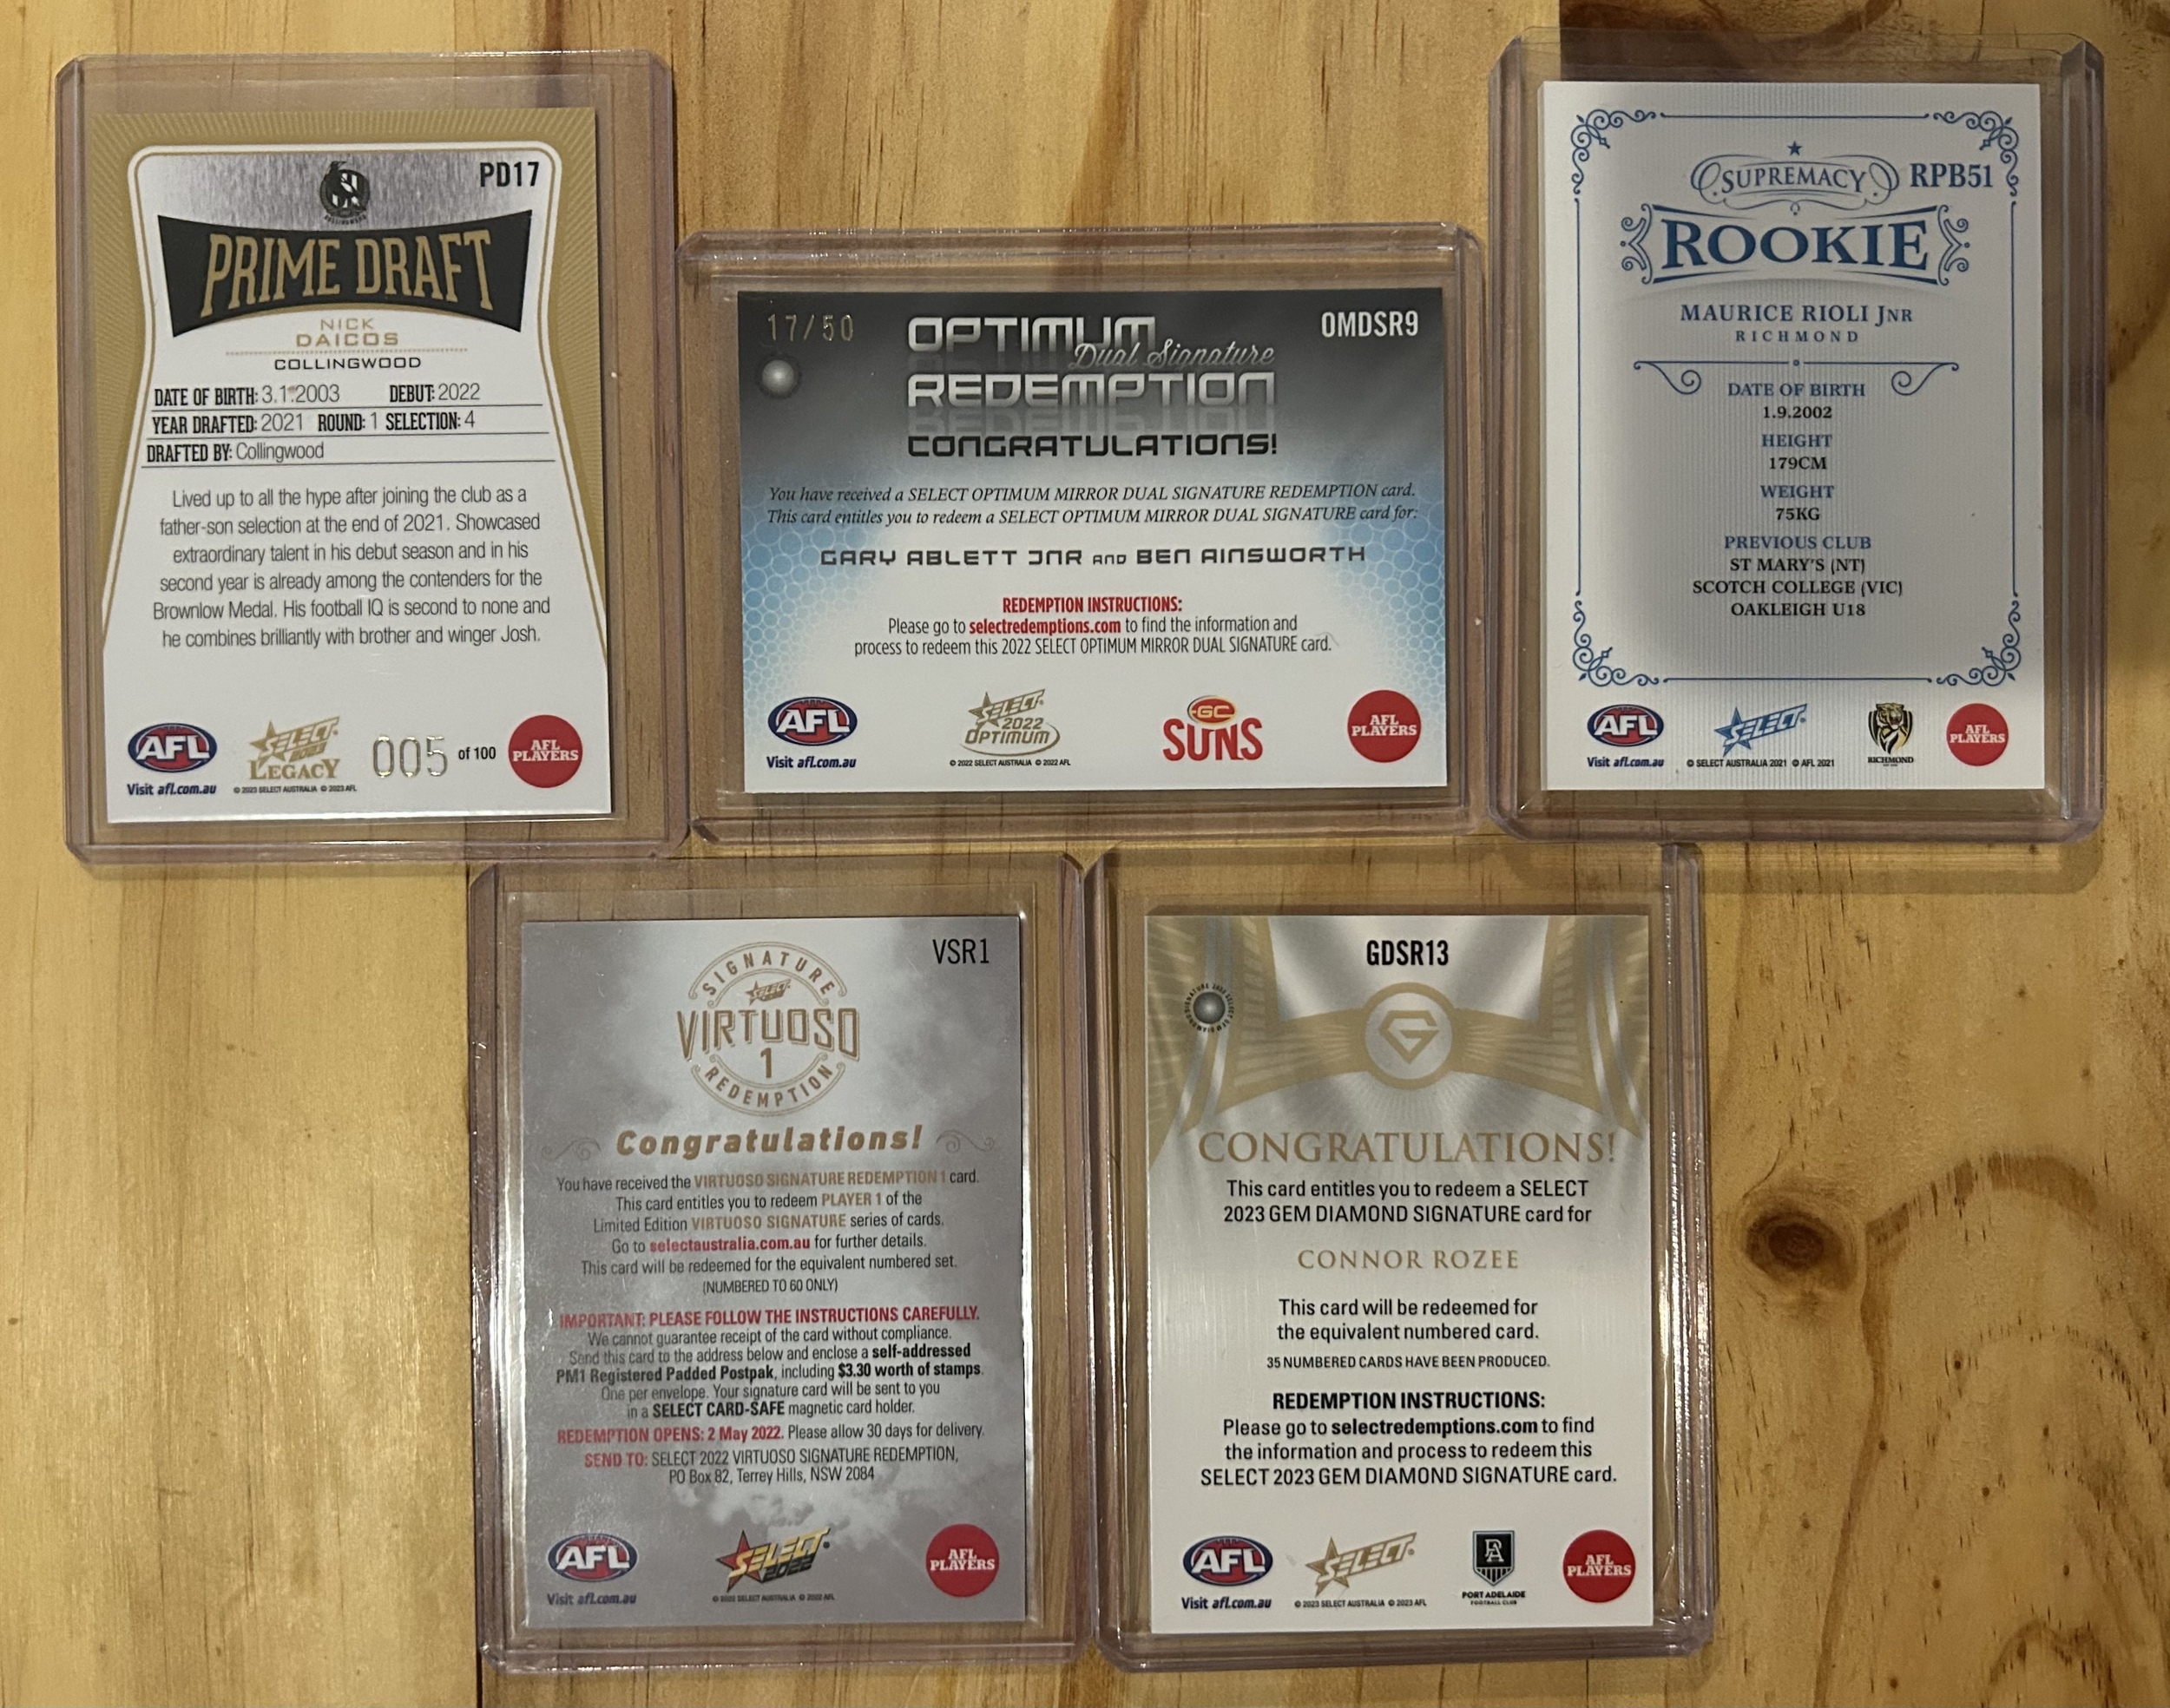 PD17
PRIME DRAFT
NICK
DAICOS
COLLINGWOOD
DATE OF BIRTH: 3.1.2003 DEBUT: 2022
YEAR DRAFTED: 2021 ROUND: 1 SELECTION: 4
DRAFTED BY: Collingwood
Lived up to all the hype after joining the club as a
father-son selection at the end of 2021. Showcased
extraordinary talent in his debut season and in his
second year is already among the contenders for the
Brownlow Medal. His football IQ is second to none and
he combines brilliantly with brother and winger Josh.
AFL
Visit afl.com.au
SELECT
2023
LEGACY
© 2023 SELECT AUSTRALIA © 2023 AFL
005 of 100
AFL
PLAYERS
17/50
OPTIMUM
Dual Signature
REDEMPTION
OMDSR9
CONGRATULATIONS!
You have received a SELECT OPTIMUM MIRROR DUAL SIGNATURE REDEMPTION card.
This card entitles you to redeem a SELECT OPTIMUM MIRROR DUAL SIGNATURE card for:
GARY ABLETT JNR AND BEN AINSWORTH
REDEMPTION INSTRUCTIONS:
Please go to selectredemptions.com to find the information and
process to redeem this 2022 SELECT OPTIMUM MIRROR DUAL SIGNATURE card.
AFL
Visit afl.com.au
SELECT
2022
OPTIMUM
© 2022 SELECT AUSTRALIA © 2022 AFL
GC
SUNS
AFL
PLAYERS
SUPREMACY
RPB51
ROOKIE
MAURICE RIOLI JNR
RICHMOND
DATE OF BIRTH
1.9.2002
HEIGHT
179CM
WEIGHT
75KG
PREVIOUS CLUB
ST MARY'S (NT)
SCOTCH COLLEGE (VIC)
OAKLEIGH U18
AFL
Visit afl.com.au
SELECT
© SELECT AUSTRALIA 2021 © AFL 2021
RICHMOND
AFL
PLAYERS
VSR1
SIGNATURE
SELECT
VIRTUOSO
1
REDEMPTION
Congratulations!
You have received the VIRTUOSO SIGNATURE REDEMPTION 1 card.
This card entitles you to redeem PLAYER 1 of the
Limited Edition VIRTUOSO SIGNATURE series of cards.
Go to selectaustralia.com.au for further details.
This card will be redeemed for the equivalent numbered set.
(NUMBERED TO 60 ONLY)
IMPORTANT: PLEASE FOLLOW THE INSTRUCTIONS CAREFULLY.
We cannot guarantee receipt of the card without compliance.
Send this card to the address below and enclose a self-addressed
PM1 Registered Padded Postpak, including $3.30 worth of stamps.
One per envelope. Your signature card will be sent to you
in a SELECT CARD-SAFE magnetic card holder.
REDEMPTION OPENS: 2 May 2022. Please allow 30 days for delivery.
SEND TO: SELECT 2022 VIRTUOSO SIGNATURE REDEMPTION,
PO Box 82, Terrey Hills, NSW 2084
AFL
Visit afl.com.au
SELECT
2022
© 2022 SELECT AUSTRALIA © 2022 AFL
AFL
PLAYERS
GDSR13
G
CONGRATULATIONS!
This card entitles you to redeem a SELECT
2023 GEM DIAMOND SIGNATURE card for
CONNOR ROZEE
This card will be redeemed for
the equivalent numbered card.
35 NUMBERED CARDS HAVE BEEN PRODUCED.
REDEMPTION INSTRUCTIONS:
Please go to selectredemptions.com to find
the information and process to redeem this
SELECT 2023 GEM DIAMOND SIGNATURE card.
AFL
Visit afl.com.au
SELECT
© 2023 SELECT AUSTRALIA © 2023 AFL
PA
PORT ADELAIDE
FOOTBALL CLUB
AFL
PLAYERS